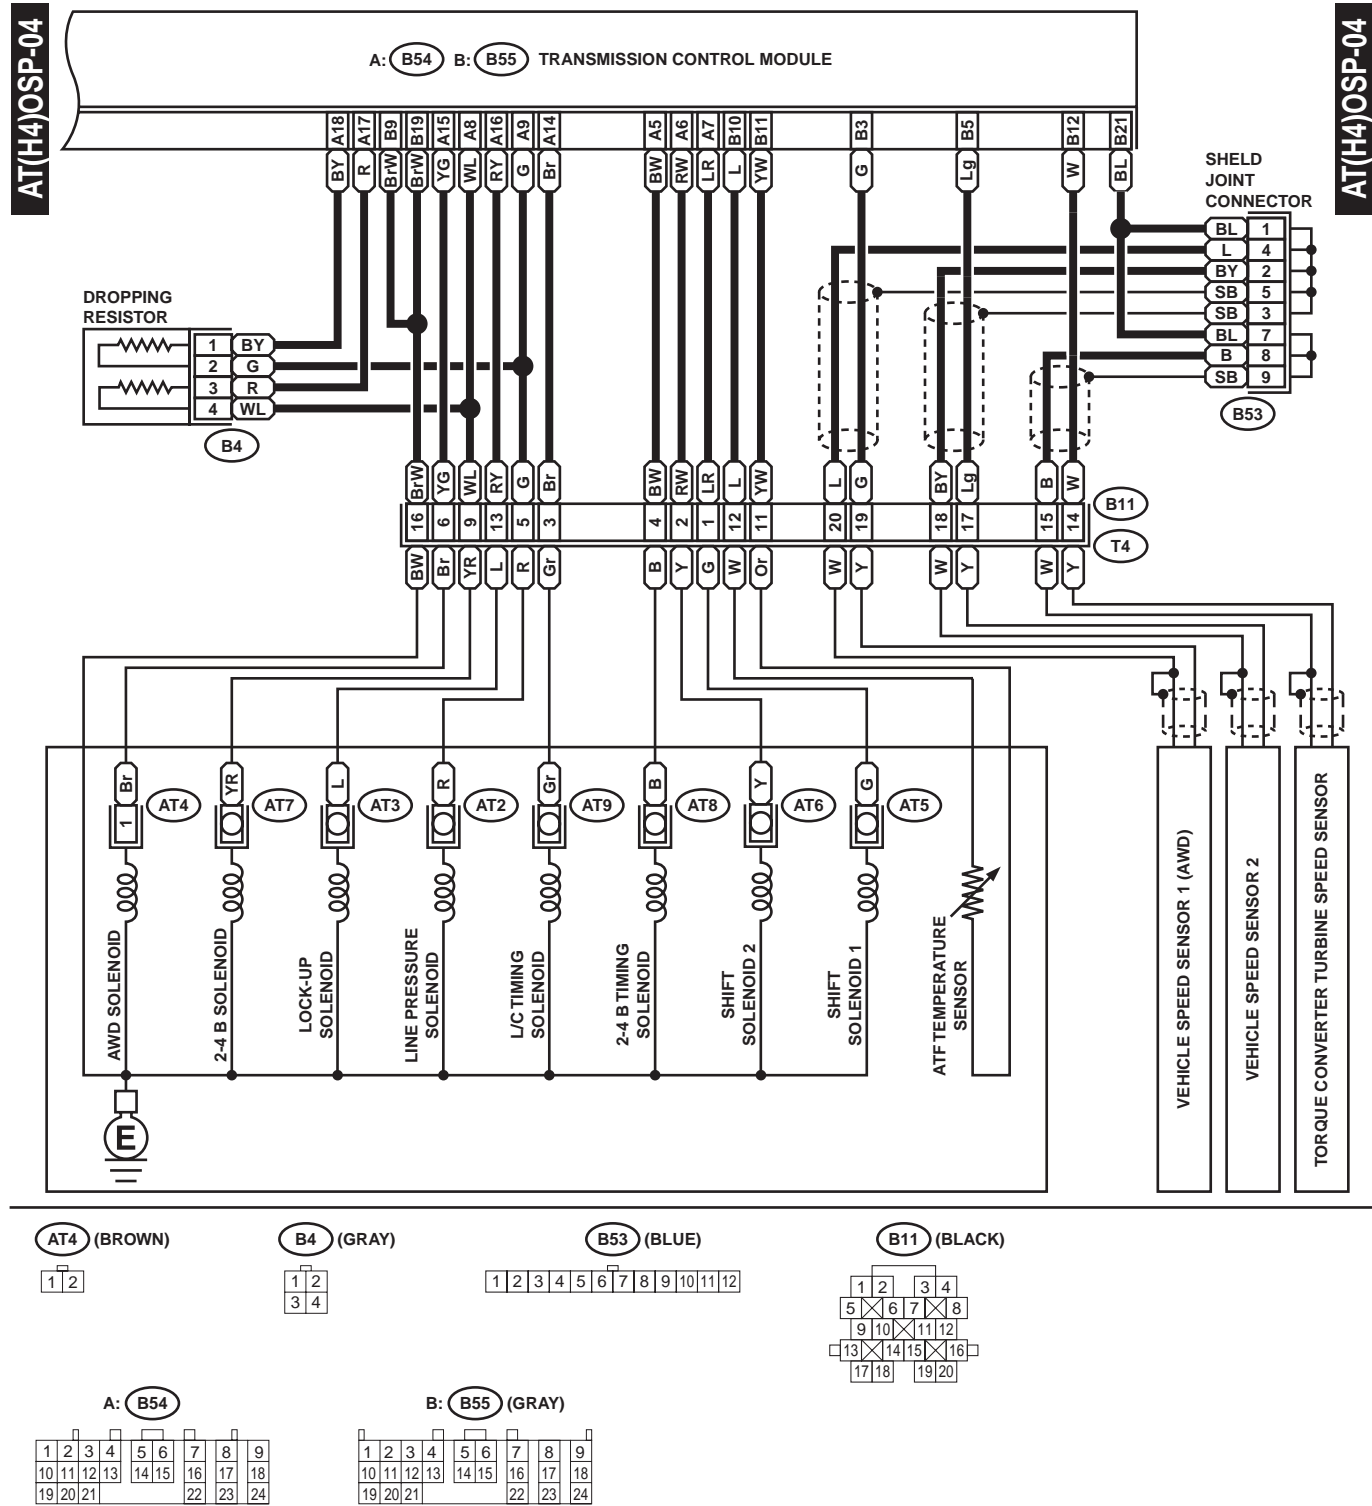 AT(H4)OSP-04
AT(H4)OSP-04
A: B54 B: B55 TRANSMISSION CONTROL MODULE
A18 A17 B9 B19 A15 A8 A16 A9 A14 A5 A6 A7 B10 B11 B3 B5 B12 B21
BY R BrW BrW YG WL RY G Br BW RW LR L YW G Lg W BL
SHELD
JOINT
CONNECTOR
BL 1
L 4
BY 2
SB 5
SB 3
BL 7
B 8
SB 9
B53
DROPPING
RESISTOR
1 BY
2 G
3 R
4 WL
B4
BrW YG WL RY G Br BW RW LR L YW L G BY Lg B W
16 6 9 13 5 3 4 2 1 12 11 20 19 18 17 15 14
B11
T4
BW Br YR L R Gr B Y G W Or W Y W Y W Y
Br YR L R Gr B Y G
1
AT4 AT7 AT3 AT2 AT9 AT8 AT6 AT5
AWD SOLENOID
2-4 B SOLENOID
LOCK-UP
SOLENOID
LINE PRESSURE
SOLENOID
L/C TIMING
SOLENOID
2-4 B TIMING
SOLENOID
SHIFT
SOLENOID 2
SHIFT
SOLENOID 1
ATF TEMPERATURE
SENSOR
VEHICLE SPEED SENSOR 1 (AWD)
VEHICLE SPEED SENSOR 2
TORQUE CONVERTER TURBINE SPEED SENSOR
E
AT4 (BROWN)
1 2
B4 (GRAY)
1 2
3 4
B53 (BLUE)
1 2 3 4 5 6 7 8 9 10 11 12
B11 (BLACK)
1 2 3 4
5 6 7 8
9 10 11 12
13 14 15 16
17 18 19 20
A: B54
1 2 3 4 5 6 7 8 9
10 11 12 13 14 15 16 17 18
19 20 21 22 23 24
B: B55 (GRAY)
1 2 3 4 5 6 7 8 9
10 11 12 13 14 15 16 17 18
19 20 21 22 23 24